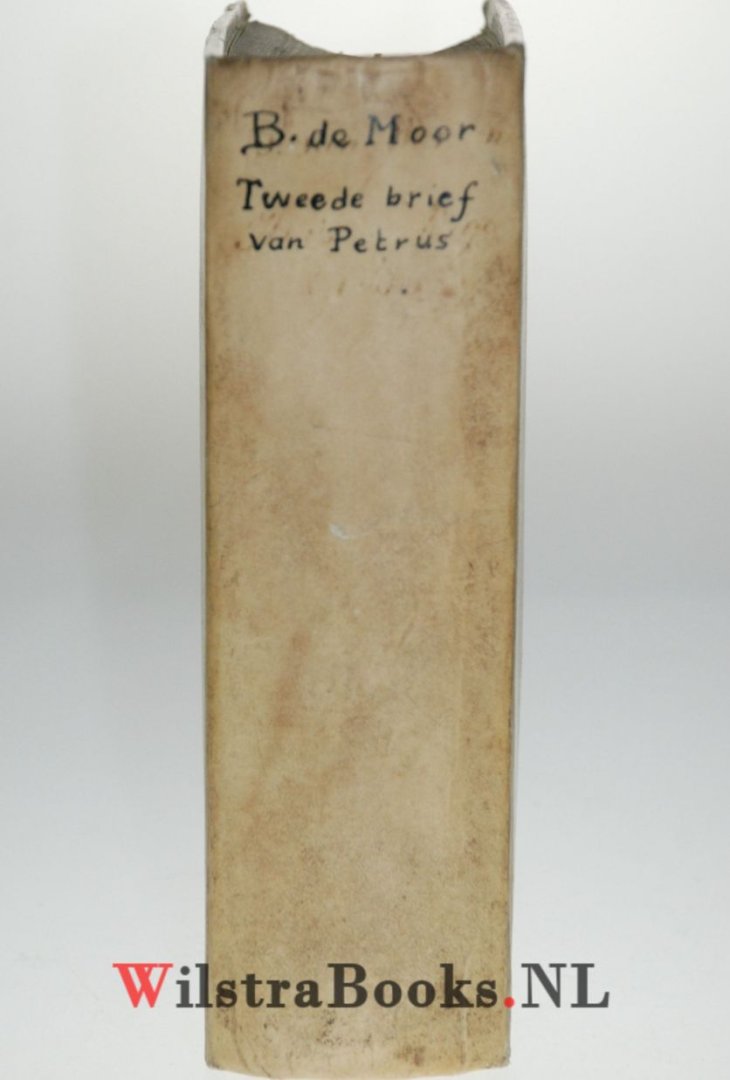 B. de Moor
Tweede brief
van Petrus
WilstraBooks.NL